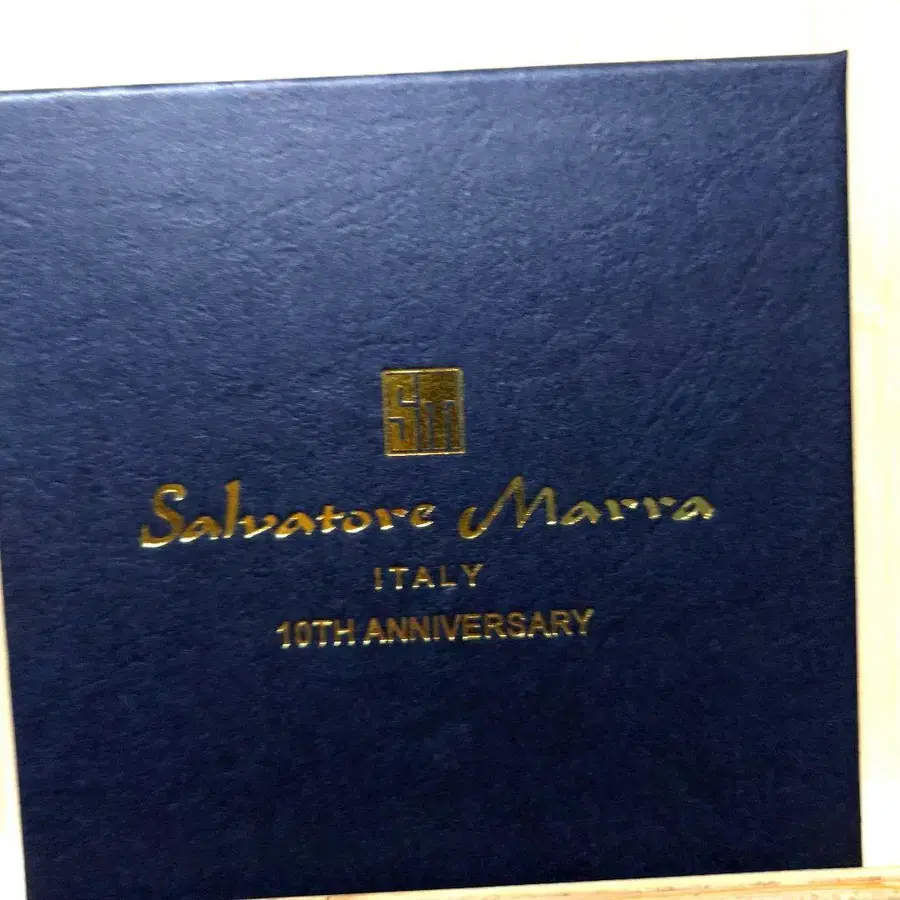 Sm
Salvatore Marra
ITALY
10TH ANNIVERSARY